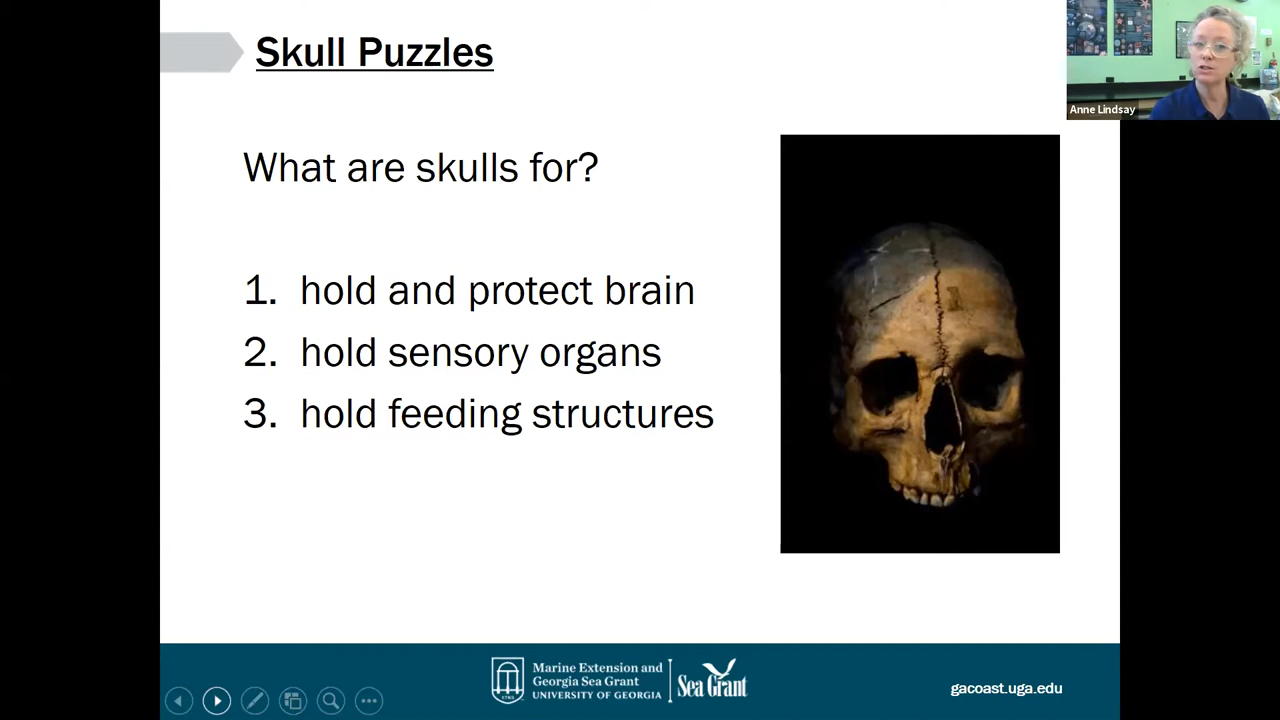 Skull Puzzles
Anne Lindsay
What are skulls for?
1. hold and protect brain
2. hold sensory organs
3. hold feeding structures
Marine Extension and
Georgia Sea Grant
UNIVERSITY OF GEORGIA
Sea Grant
gacoast.uga.edu